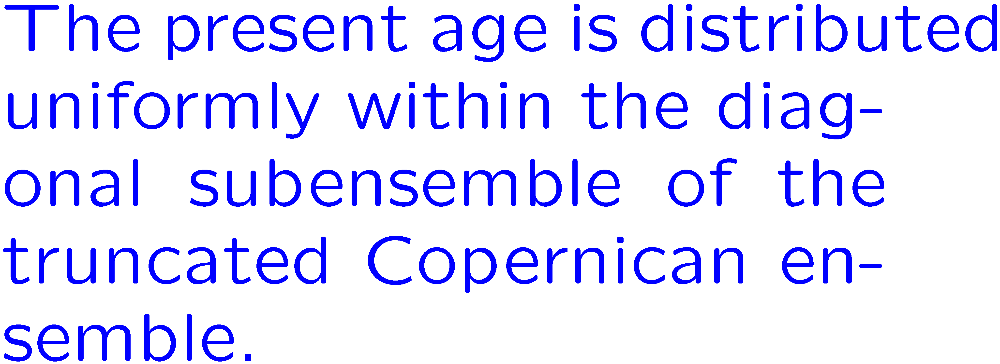 The present age is distributed
uniformly within the diag-
onal subensemble of the
truncated Copernican en-
semble.